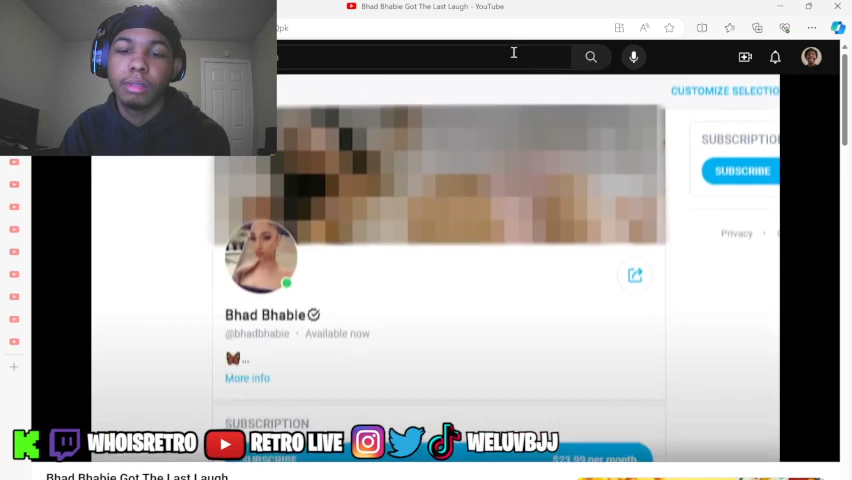 Bhad Bhabie Got The Last Laugh - YouTube
CUSTOMIZE SELECTIO
SUBSCRIPTION
SUBSCRIBE
Privacy
Bhad Bhabie
@bhadbhabie · Available now
...
More info
SUBSCRIPTION
SUBSCRIBE $23.99 per month
WHOISRETRO RETRO LIVE WELUVBJJ
Bhad Bhabie Got The Last Laugh